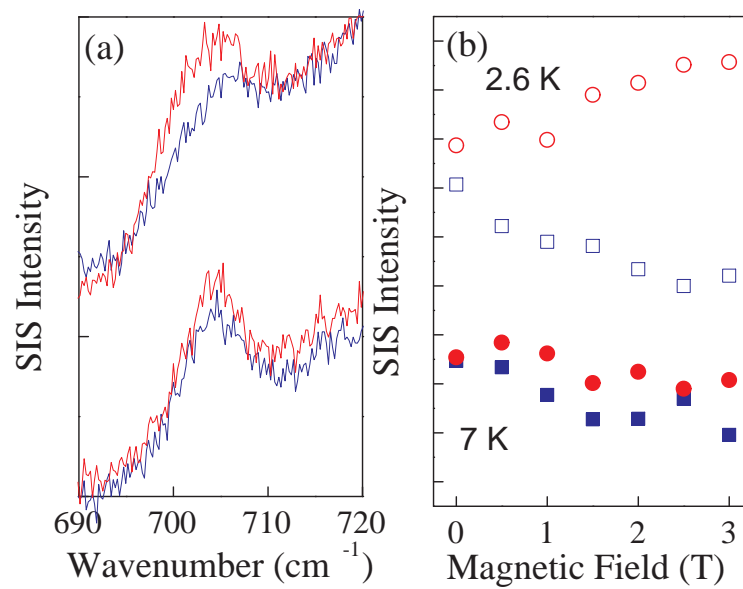 (a)
SIS Intensity
690 700 710 720
Wavenumber (cm -1)
(b)
2.6 K
7 K
SIS Intensity
0 1 2 3
Magnetic Field (T)